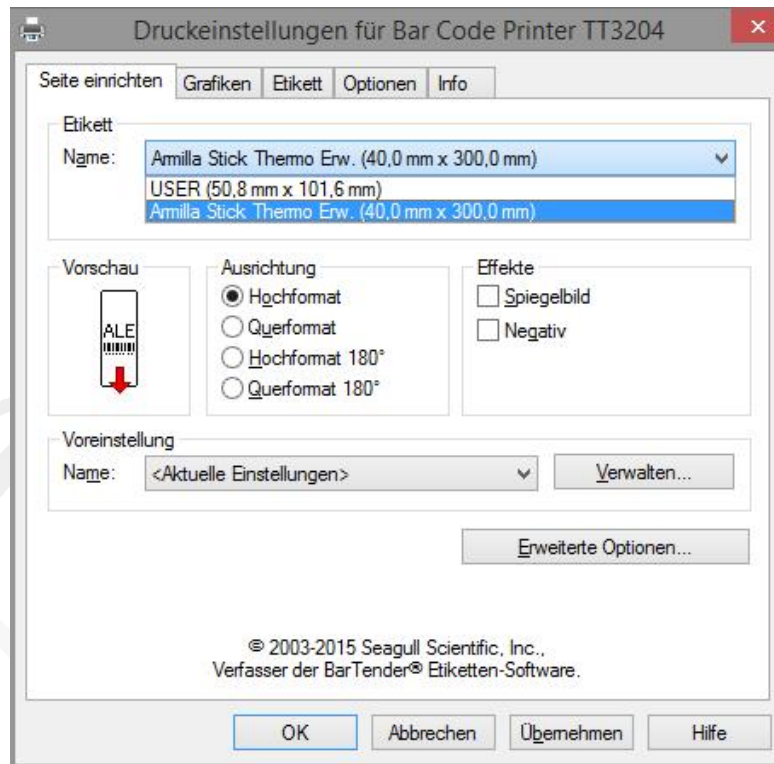 Druckeinstellungen für Bar Code Printer TT3204
Seite einrichten Grafiken Etikett Optionen Info
Etikett
Name: Armilla Stick Thermo Erw. (40,0 mm x 300,0 mm)
USER (50,8 mm x 101,6 mm)
Armilla Stick Thermo Erw. (40,0 mm x 300,0 mm)
Vorschau
ALE
Ausrichtung
Hochformat
Querformat
Hochformat 180°
Querformat 180°
Effekte
Spiegelbild
Negativ
Voreinstellung
Name: <Aktuelle Einstellungen> Verwalten...
Erweiterte Optionen...
© 2003-2015 Seagull Scientific, Inc.,
Verfasser der BarTender® Etiketten-Software.
OK Abbrechen Übernehmen Hilfe